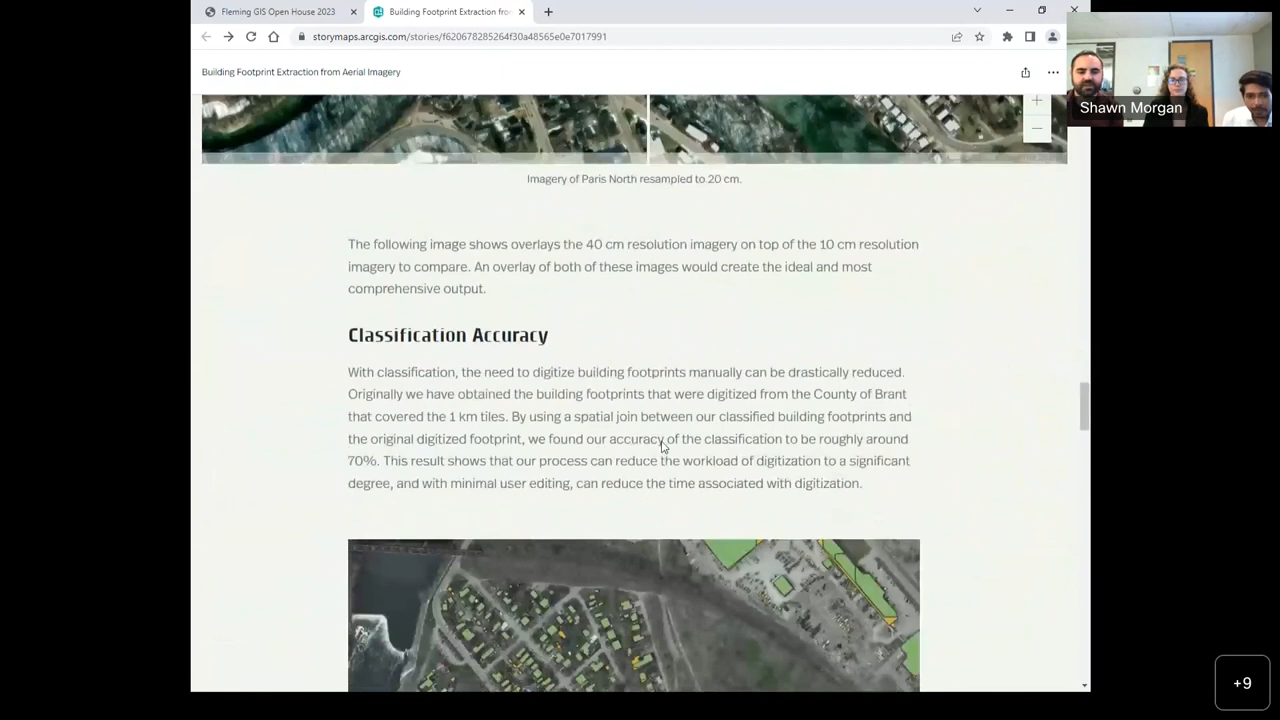 Fleming GIS Open House 2023
Building Footprint Extraction fro
storymaps.arcgis.com/stories/f620678285264f30a48565e0e7017991
Building Footprint Extraction from Aerial Imagery
Shawn Morgan
Imagery of Paris North resampled to 20 cm.
The following image shows overlays the 40 cm resolution imagery on top of the 10 cm resolution
imagery to compare. An overlay of both of these images would create the ideal and most
comprehensive output.
Classification Accuracy
With classification, the need to digitize building footprints manually can be drastically reduced.
Originally we have obtained the building footprints that were digitized from the County of Brant
that covered the 1 km tiles. By using a spatial join between our classified building footprints and
the original digitized footprint, we found our accuracy of the classification to be roughly around
70%. This result shows that our process can reduce the workload of digitization to a significant
degree, and with minimal user editing, can reduce the time associated with digitization.
+9